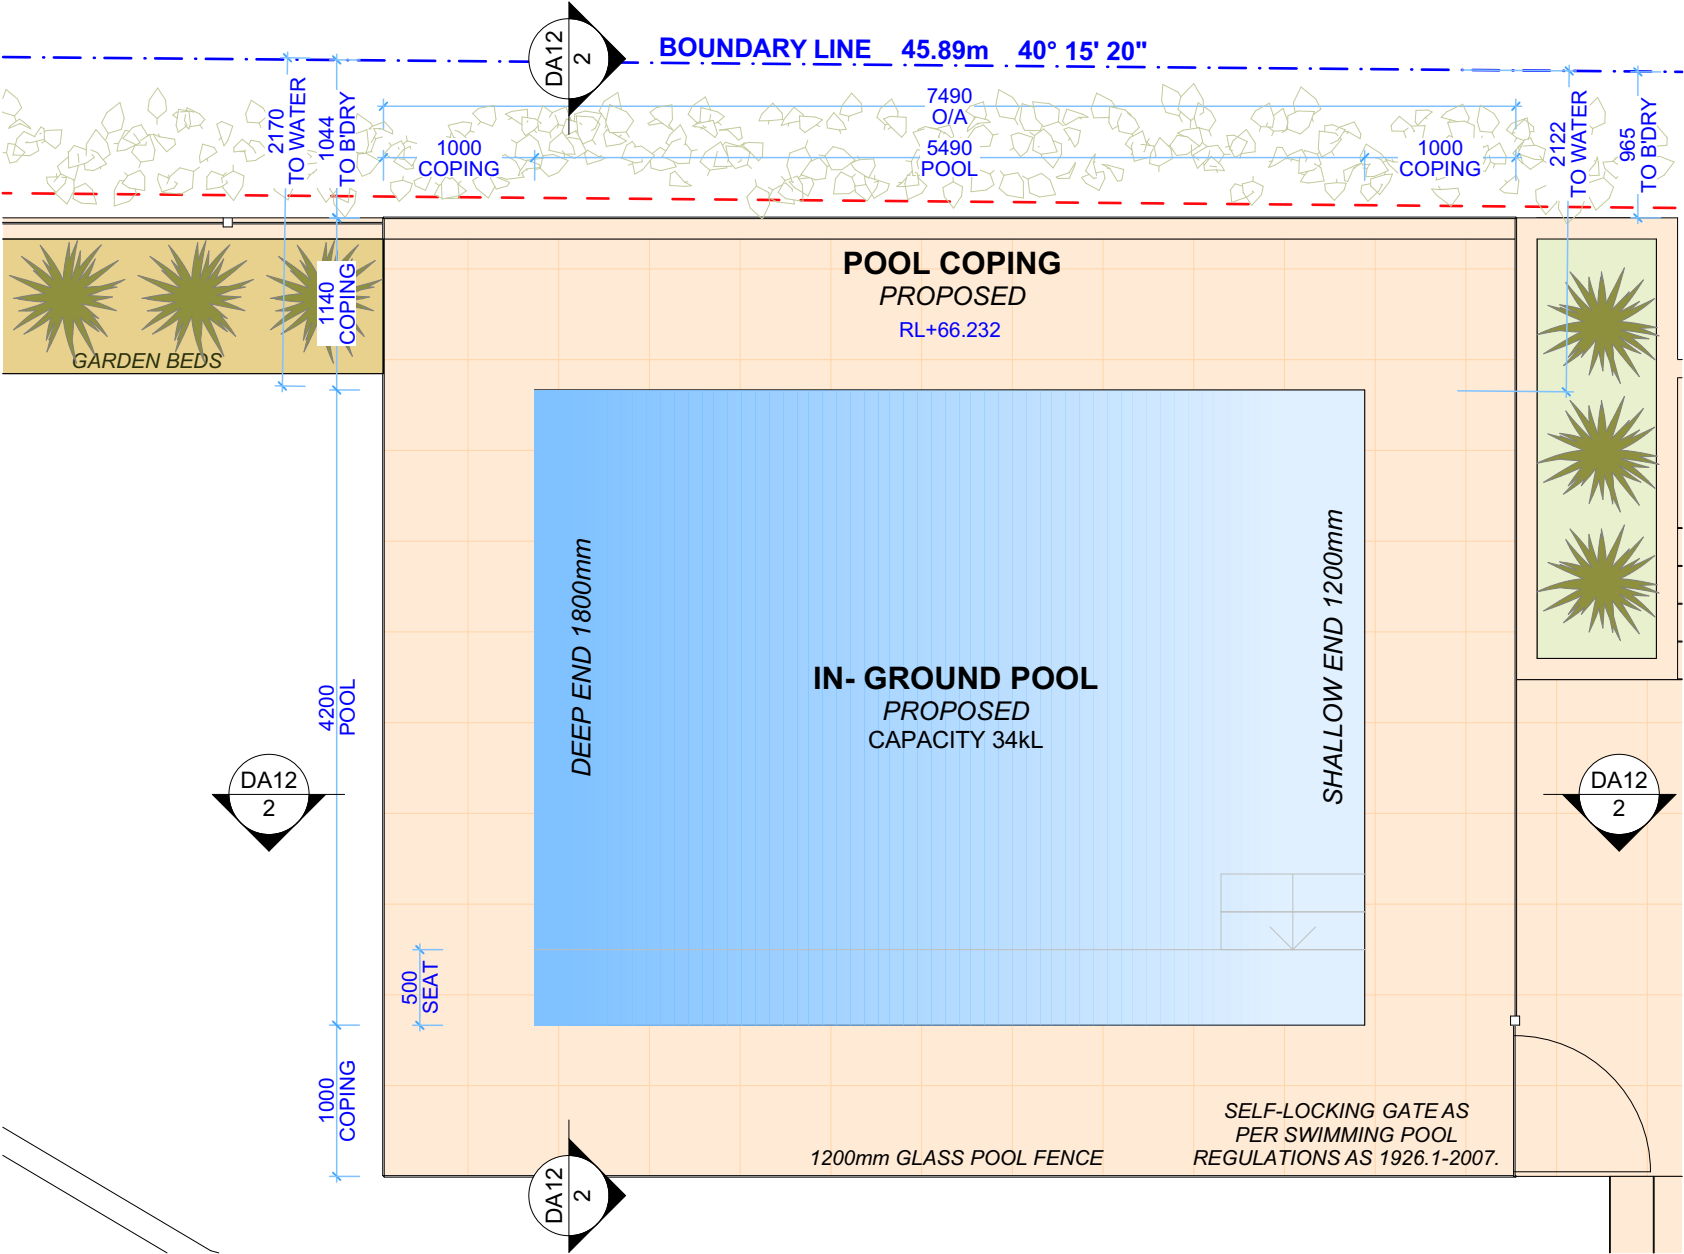 BOUNDARY LINE 45.89m 40° 15' 20"
DA12
2
2170
TO WATER
1044
TO B'DRY
7490
O/A
1000
COPING
5490
POOL
1000
COPING
2122
TO WATER
965
TO B'DRY
POOL COPING
PROPOSED
RL+66.232
1140
COPING
GARDEN BEDS
DEEP END 1800mm
SHALLOW END 1200mm
IN- GROUND POOL
PROPOSED
CAPACITY 34kL
4200
POOL
DA12
2
DA12
2
500
SEAT
1000
COPING
SELF-LOCKING GATE AS
PER SWIMMING POOL
REGULATIONS AS 1926.1-2007.
1200mm GLASS POOL FENCE
DA12
2